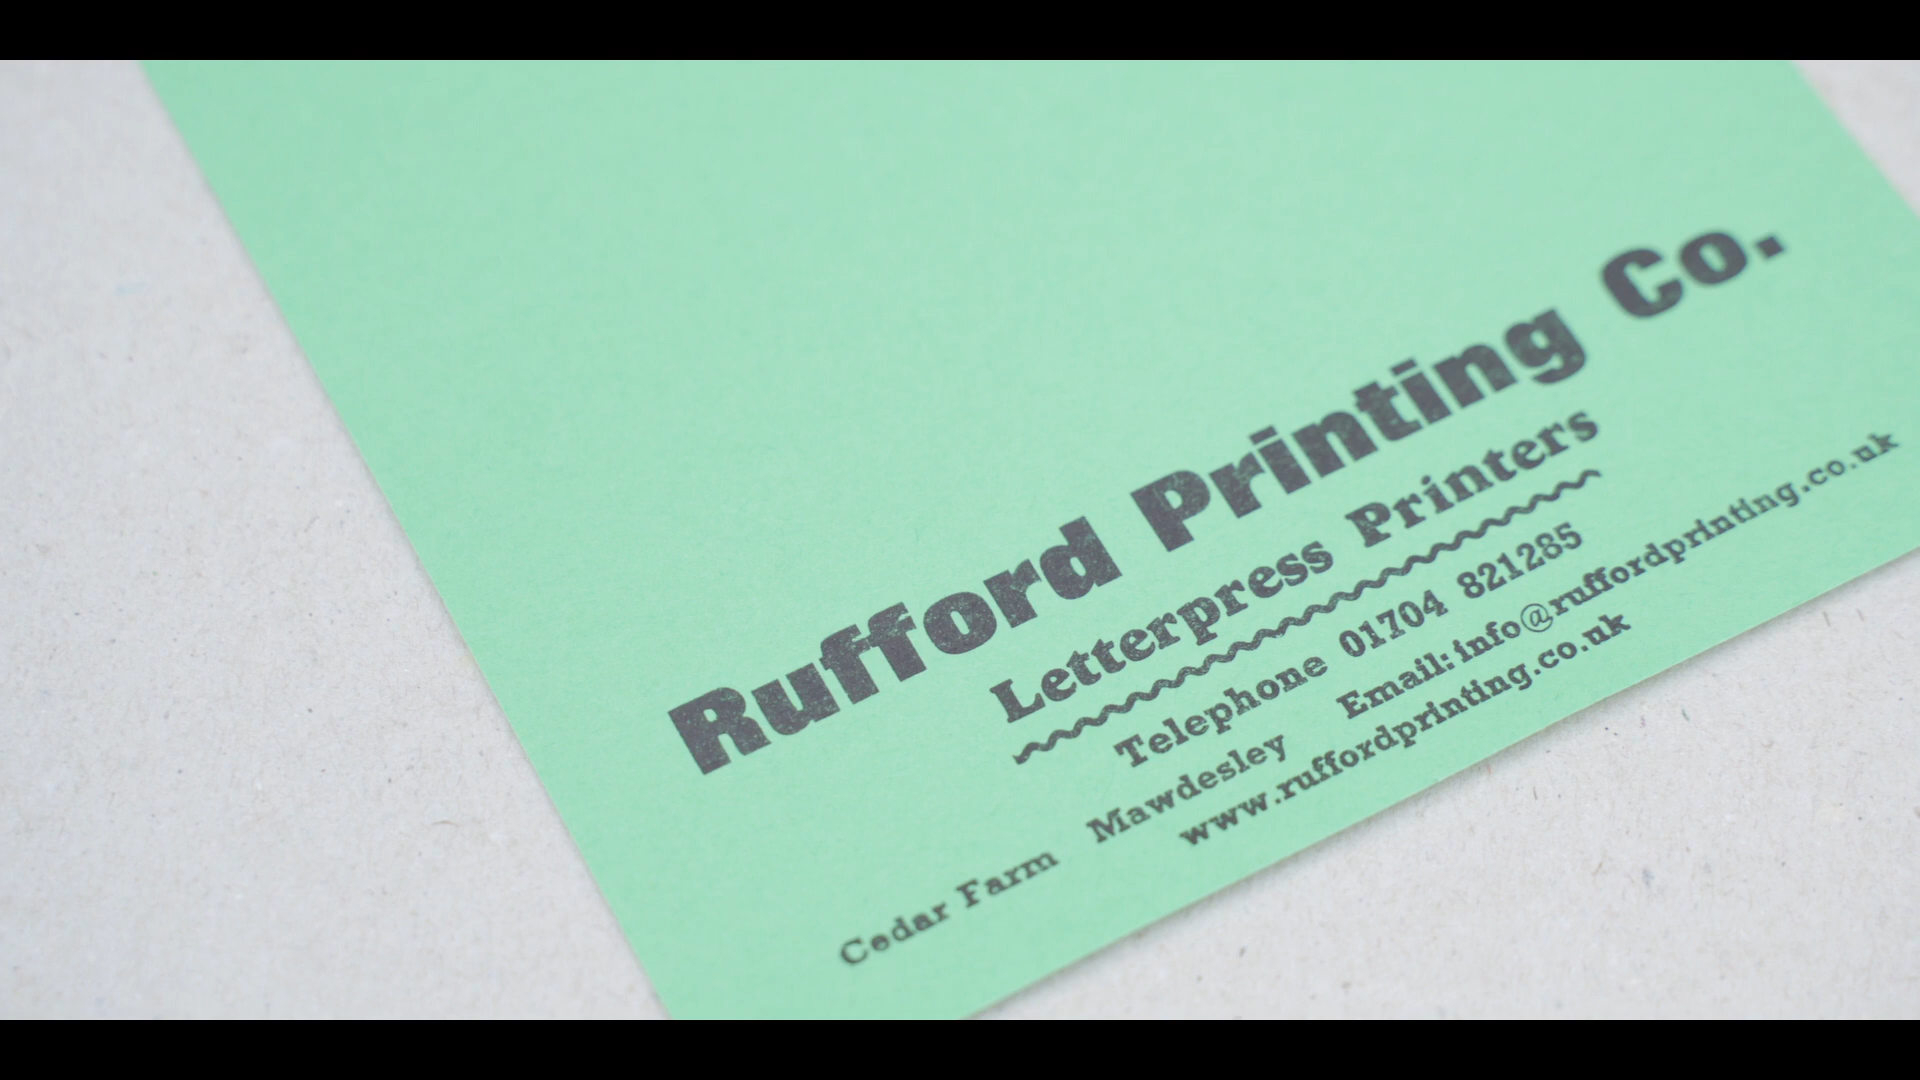 Rufford Printing Co.
Letterpress Printers
Telephone 01704 821285
Cedar Farm Mawdesley Email: info@ruffordprinting.co.uk
www.ruffordprinting.co.uk